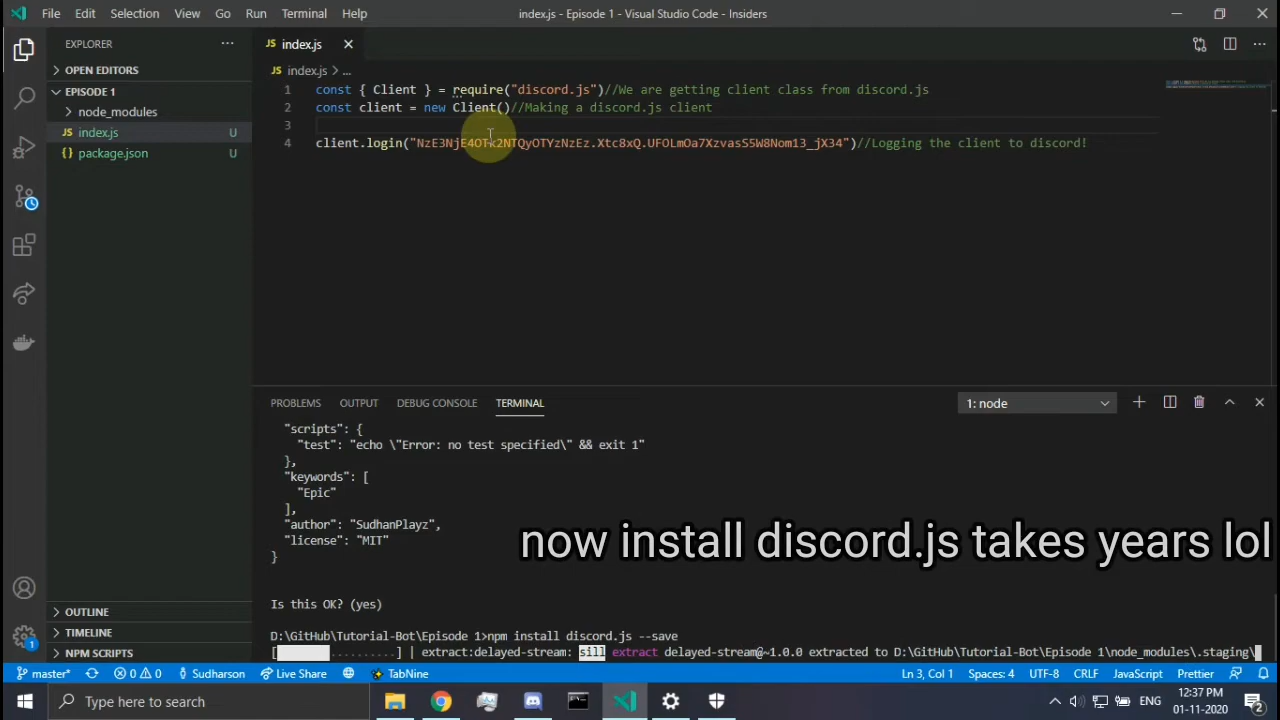 File Edit Selection View Go Run Terminal Help
index.js - Episode 1 - Visual Studio Code - Insiders
EXPLORER
OPEN EDITORS
EPISODE 1
node_modules
JS index.js U
{} package.json U
OUTLINE
TIMELINE
NPM SCRIPTS
JS index.js
JS index.js > ...
1 const { Client } = require("discord.js")//We are getting client class from discord.js
2 const client = new Client()//Making a discord.js client
3
4 client.login("")//Logging the client to discord!
PROBLEMS OUTPUT DEBUG CONSOLE TERMINAL 1: node
"scripts": {
"test": "echo \"Error: no test specified\" && exit 1"
},
"keywords": [
"Epic"
],
"author": "SudhanPlayz",
"license": "MIT"
}
now install discord.js takes years lol
Is this OK? (yes)
D:\GitHub\Tutorial-Bot\Episode 1>npm install discord.js --save
[ ..........] | extract:delayed-stream: sill extract delayed-stream@~1.0.0 extracted to D:\GitHub\Tutorial-Bot\Episode 1\node_modules\.staging\
master* 0 0 Sudharson Live Share TabNine Ln 3, Col 1 Spaces: 4 UTF-8 CRLF JavaScript Prettier
1
Type here to search
ENG
12:37 PM
01-11-2020
2